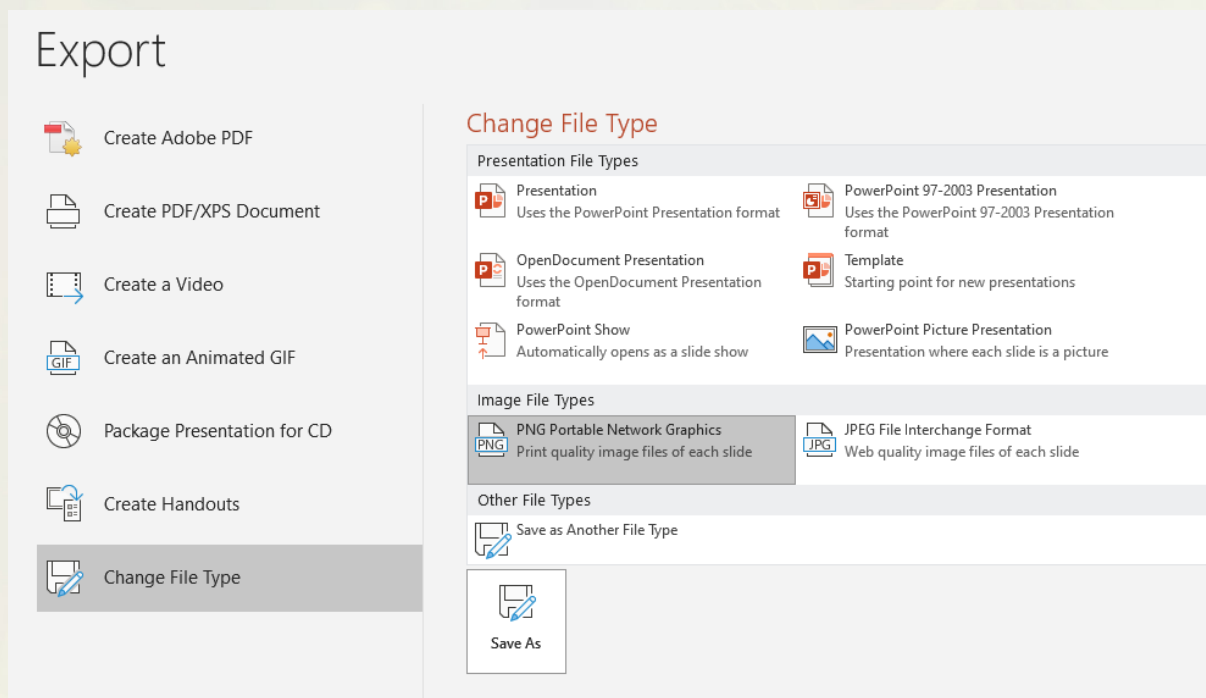 Export
Create Adobe PDF
Create PDF/XPS Document
Create a Video
GIF
Create an Animated GIF
Package Presentation for CD
Create Handouts
Change File Type
Change File Type
Presentation File Types
P
Presentation
Uses the PowerPoint Presentation format
PowerPoint 97-2003 Presentation
Uses the PowerPoint 97-2003 Presentation
format
P
OpenDocument Presentation
Uses the OpenDocument Presentation
format
P
Template
Starting point for new presentations
PowerPoint Show
Automatically opens as a slide show
PowerPoint Picture Presentation
Presentation where each slide is a picture
Image File Types
PNG
PNG Portable Network Graphics
Print quality image files of each slide
JPG
JPEG File Interchange Format
Web quality image files of each slide
Other File Types
Save as Another File Type
Save As